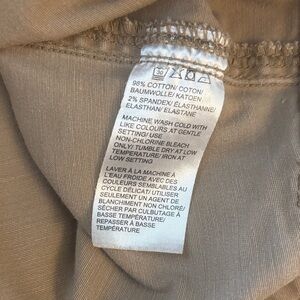 30
98% COTTON/ COTON/
BAUMWOLLE/ KATOEN
2% SPANDEX/ ÉLASTHANNE/
ELASTHAN/ ELASTANE
MACHINE WASH COLD WITH
LIKE COLOURS AT GENTLE
SETTING/ USE
NON-CHLORINE BLEACH
ONLY/ TUMBLE DRY AT LOW
TEMPERATURE/ IRON AT
LOW SETTING
LAVER À LA MACHINE À
L'EAU FROIDE AVEC DES
COULEURS SEMBLABLES AU
CYCLE DÉLICAT/ UTILISER
SEULEMENT UN AGENT DE
BLANCHIMENT NON CHLORÉ/
SÉCHER PAR CULBUTAGE À
BASSE TEMPÉRATURE/
REPASSER À BASSE
TEMPÉRATURE